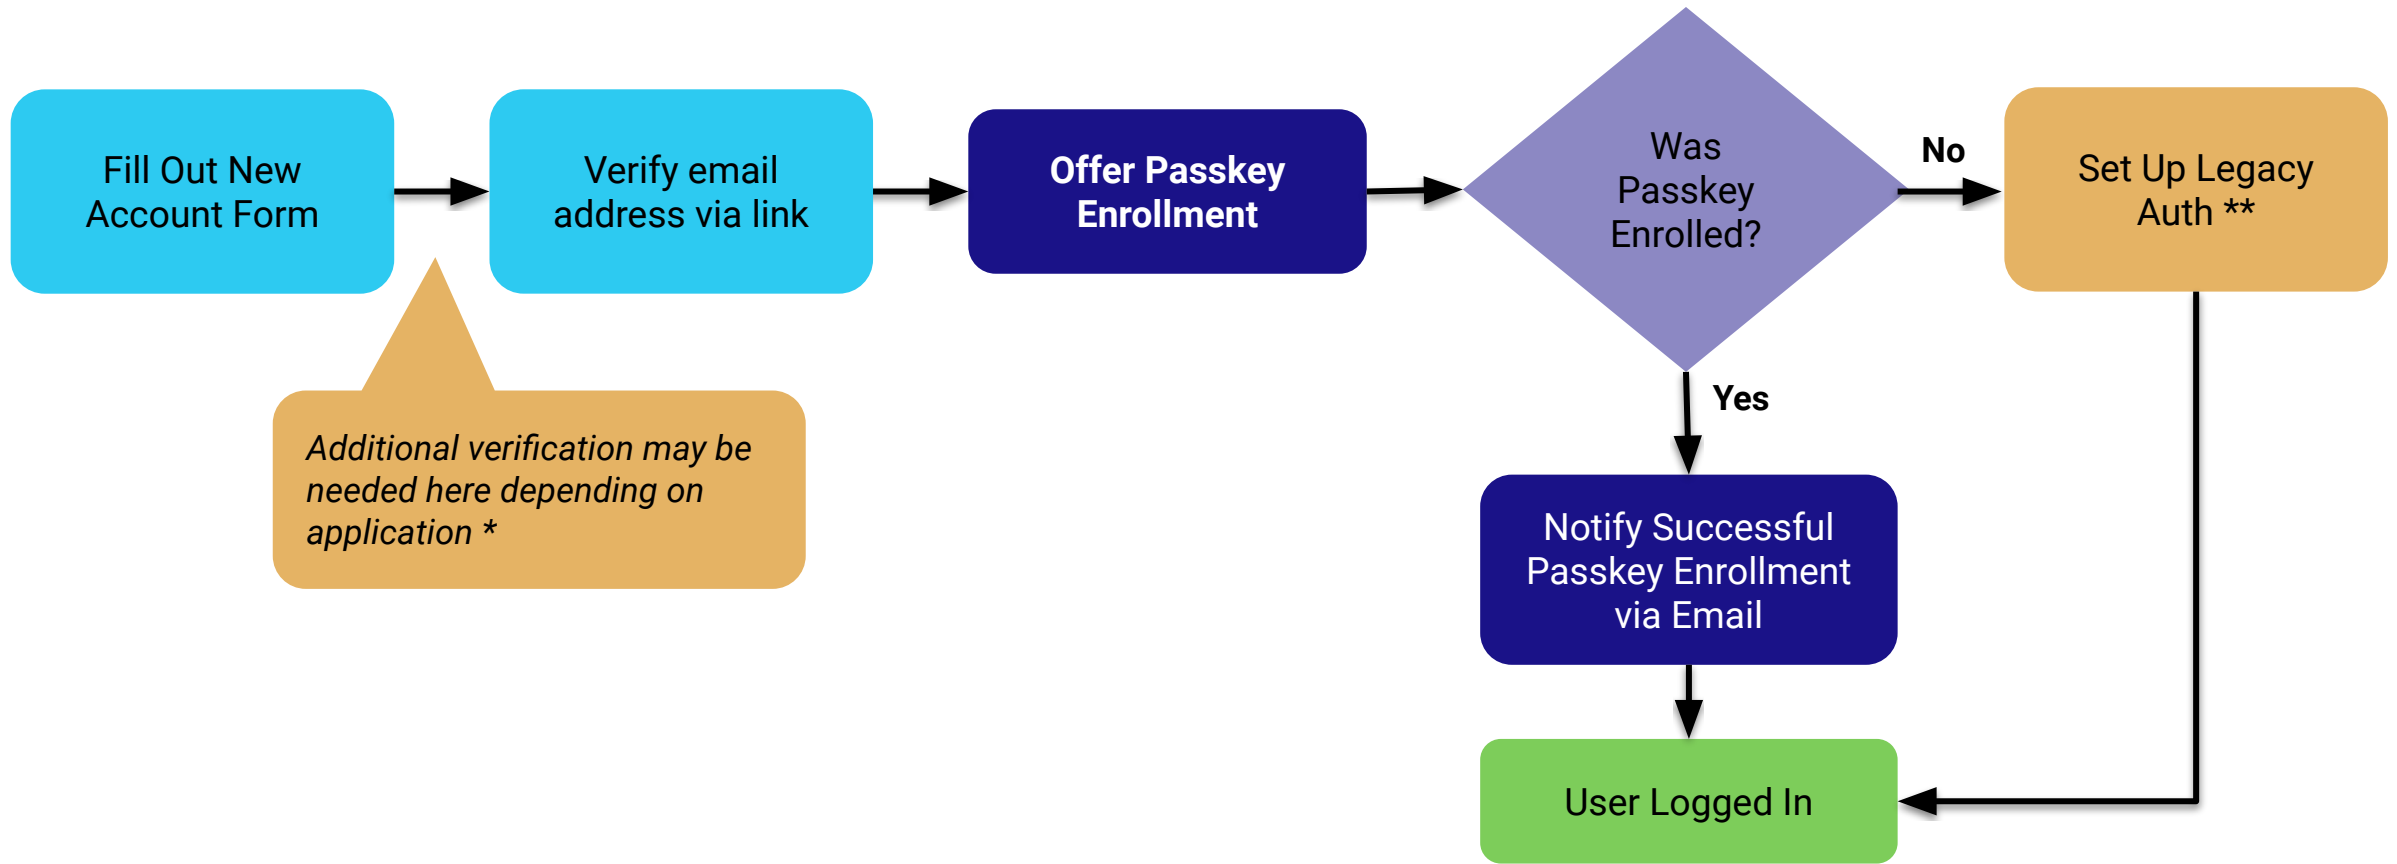 Fill Out New
Account Form
Verify email
address via link
Offer Passkey
Enrollment
Was
Passkey
Enrolled?
No
Set Up Legacy
Auth **
Yes
Additional verification may be
needed here depending on
application *
Notify Successful
Passkey Enrollment
via Email
User Logged In